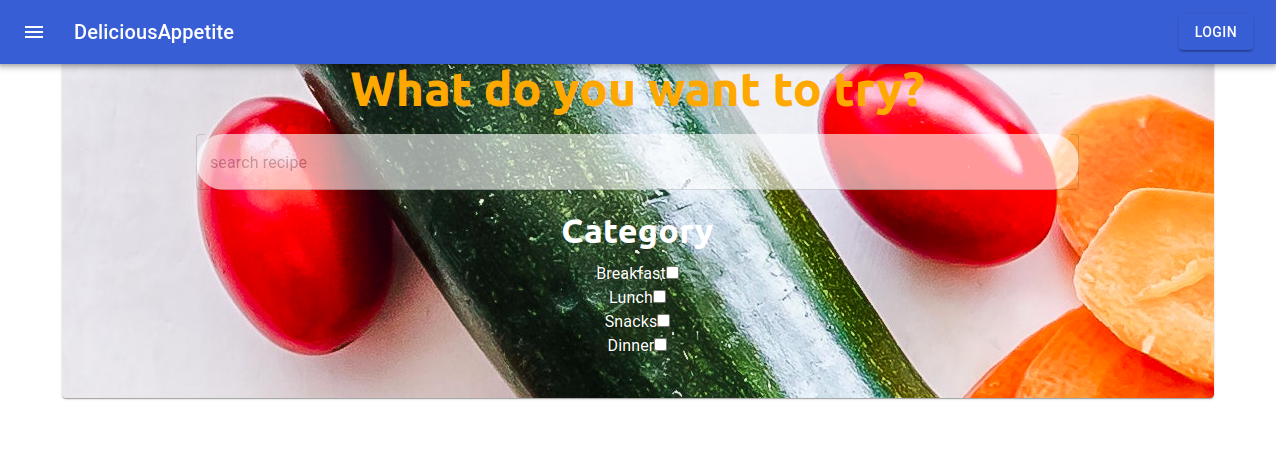 DeliciousAppetite
LOGIN
What do you want to try?
search recipe
Category
Breakfast
Lunch
Snacks
Dinner